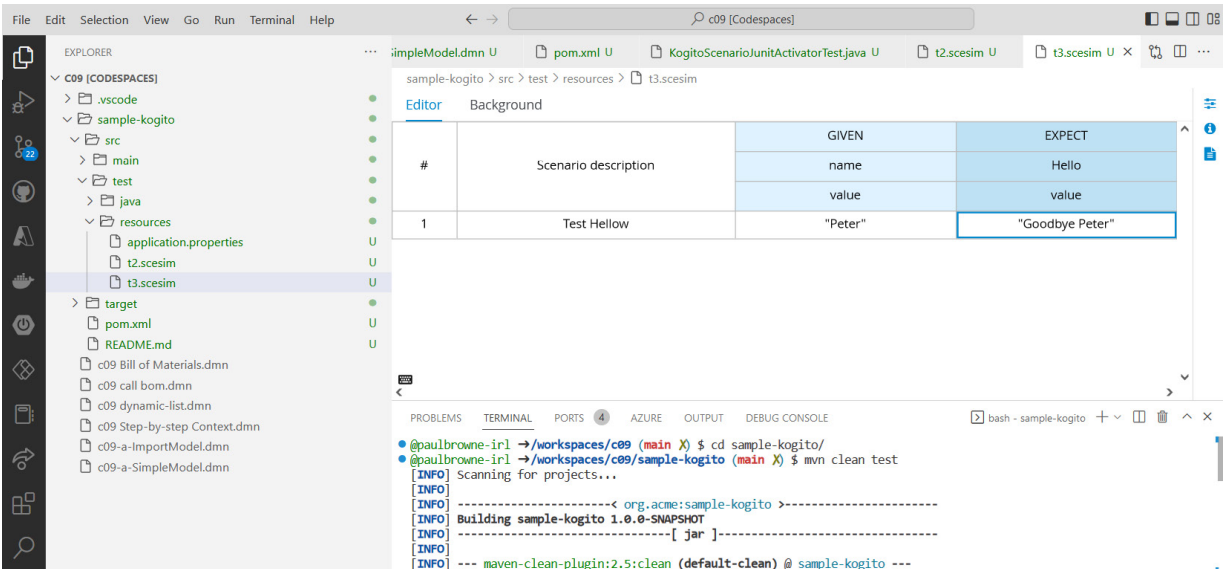 File Edit Selection View Go Run Terminal Help
c09 [Codespaces]
EXPLORER
C09 [CODESPACES]
.vscode
sample-kogito
src
main
test
java
resources
application.properties U
t2.scesim U
t3.scesim U
target
pom.xml U
README.md U
c09 Bill of Materials.dmn
c09 call bom.dmn
c09 dynamic-list.dmn
c09 Step-by-step Context.dmn
c09-a-ImportModel.dmn
c09-a-SimpleModel.dmn
22
SimpleModel.dmn U pom.xml U KogitoScenarioJunitActivatorTest.java U t2.scesim U t3.scesim U
sample-kogito > src > test > resources > t3.scesim
Editor Background
# Scenario description GIVEN EXPECT
name Hello
value value
1 Test Hellow "Peter" "Goodbye Peter"
PROBLEMS TERMINAL PORTS 4 AZURE OUTPUT DEBUG CONSOLE bash - sample-kogito
@paulbrowne-irl ➜/workspaces/c09 (main X) $ cd sample-kogito/
@paulbrowne-irl ➜/workspaces/c09/sample-kogito (main X) $ mvn clean test
[INFO] Scanning for projects...
[INFO]
[INFO] -----------------------< org.acme:sample-kogito >-----------------------
[INFO] Building sample-kogito 1.0.0-SNAPSHOT
[INFO] --------------------------------[ jar ]---------------------------------
[INFO]
[INFO] --- maven-clean-plugin:2.5:clean (default-clean) @ sample-kogito ---